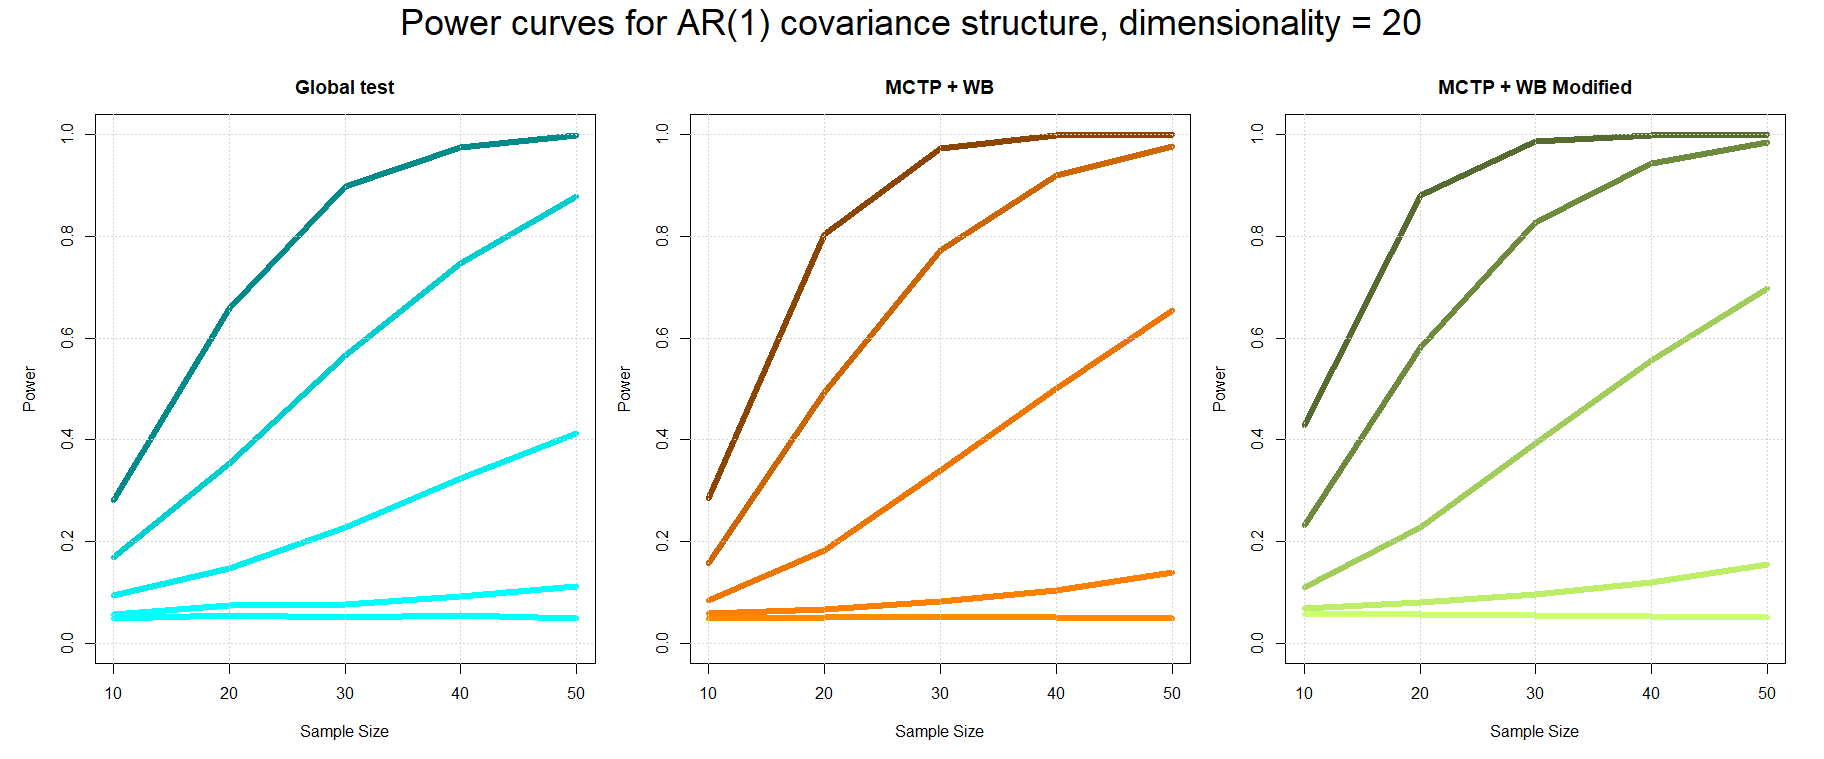 Power curves for AR(1) covariance structure, dimensionality = 20
Global test
MCTP + WB
MCTP + WB Modified
Power
1.0
0.8
0.6
0.4
0.2
0.0
10 20 30 40 50
Sample Size
Power
1.0
0.8
0.6
0.4
0.2
0.0
10 20 30 40 50
Sample Size
Power
1.0
0.8
0.6
0.4
0.2
0.0
10 20 30 40 50
Sample Size